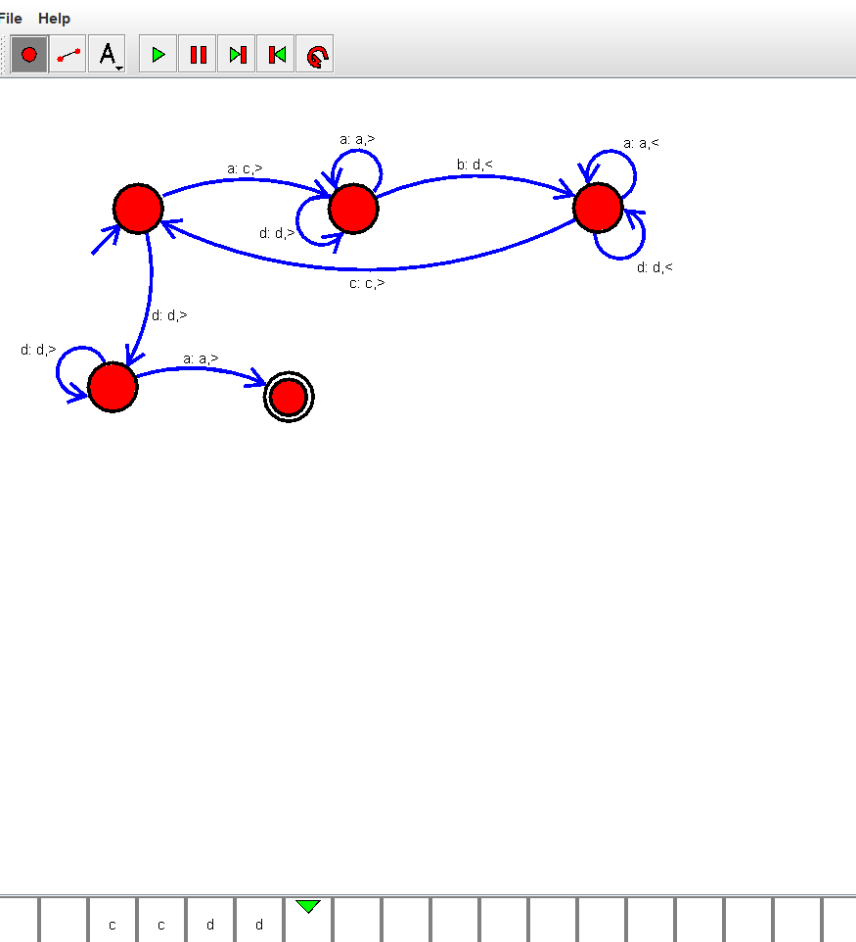 File Help
A
a: a,>
a: a,<
a: c,>
b: d,<
d: d,>
d: d,<
c: c,>
d: d,>
d: d,>
a: a,>
c c d d